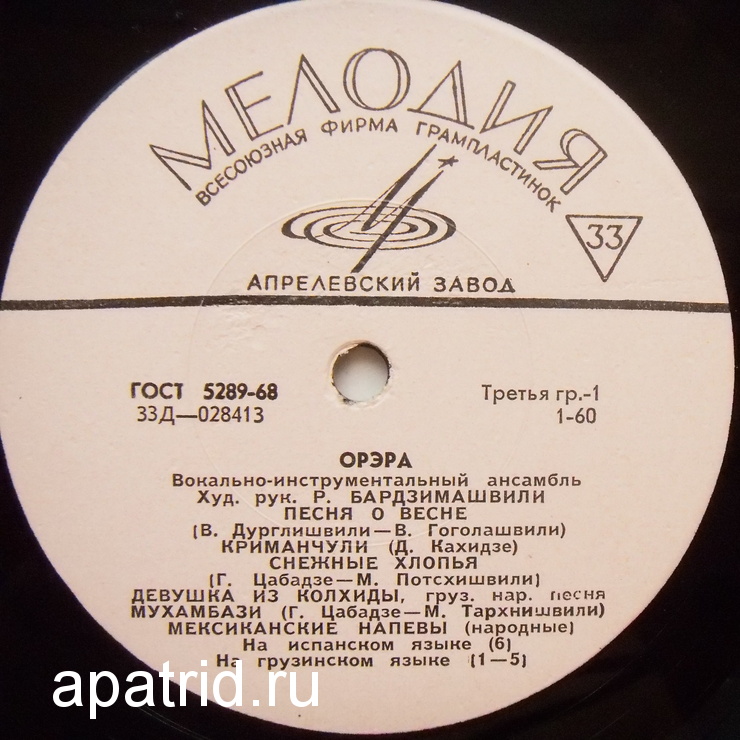 МЕЛОДИЯ
ВСЕСОЮЗНАЯ ФИРМА ГРАМПЛАСТИНОК
33
АПРЕЛЕВСКИЙ ЗАВОД
ГОСТ 5289-68 Третья гр.-1
33Д—028413 1-60
ОРЭРА
Вокально-инструментальный ансамбль
Худ. рук. Р. БАРДЗИМАШВИЛИ
ПЕСНЯ О ВЕСНЕ
(В. Дурглишвили—В. Гоголашвили)
КРИМАНЧУЛИ (Д. Кахидзе)
СНЕЖНЫЕ ХЛОПЬЯ
(Г. Цабадзе—М. Потсхишвили)
ДЕВУШКА ИЗ КОЛХИДЫ, груз. нар. песня
МУХАМБАЗИ (Г. Цабадзе—М. Тархнишвили)
МЕКСИКАНСКИЕ НАПЕВЫ (народные)
На испанском языке (6)
На грузинском языке (1—5)
apatrid.ru